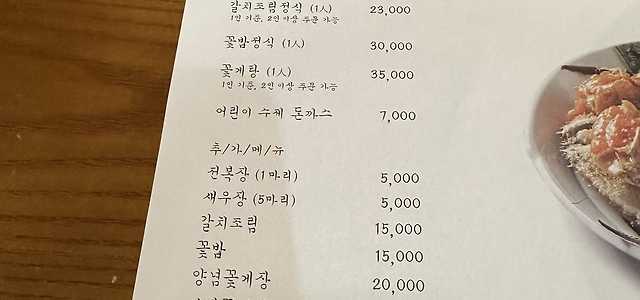 갈치조림정식 (1人) 23,000
1인 기준, 2인 이상 주문 가능
꽃밥정식 (1人) 30,000
꽃게탕 (1人) 35,000
1인 기준, 2인 이상 주문 가능
어린이 수제 돈까스 7,000
추/가/메/뉴
전복장 (1마리) 5,000
새우장 (5마리) 5,000
갈치조림 15,000
꽃밥 15,000
양념꽃게장 20,000